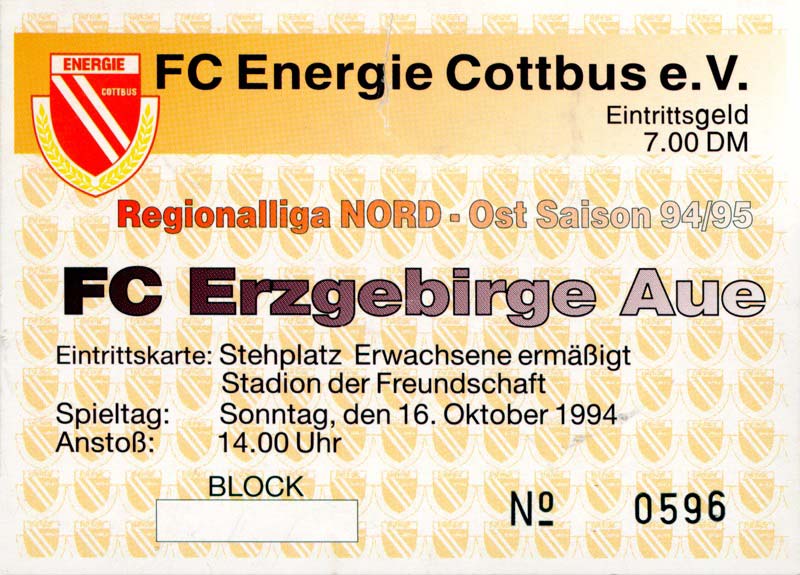 ENERGIE
COTTBUS
FC Energie Cottbus e.V.
Eintrittsgeld
7.00 DM
Regionalliga NORD - Ost Saison 94/95
FC Erzgebirge Aue
Eintrittskarte: Stehplatz Erwachsene ermäßigt
Stadion der Freundschaft
Spieltag: Sonntag, den 16. Oktober 1994
Anstoß: 14.00 Uhr
BLOCK
Nº 0596